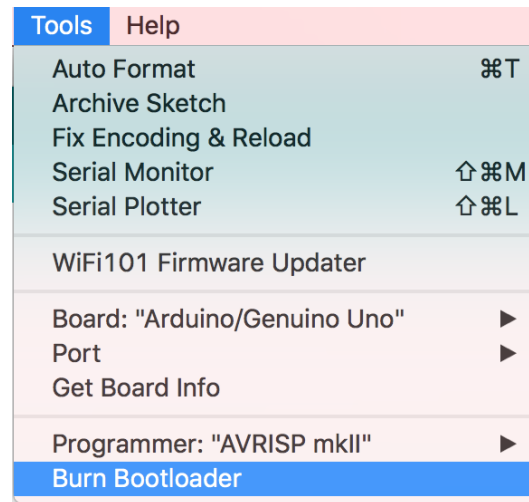 Tools Help
Auto Format ⌘T
Archive Sketch
Fix Encoding & Reload
Serial Monitor ⇧⌘M
Serial Plotter ⇧⌘L
WiFi101 Firmware Updater
Board: "Arduino/Genuino Uno" ▶
Port ▶
Get Board Info
Programmer: "AVRISP mkII" ▶
Burn Bootloader